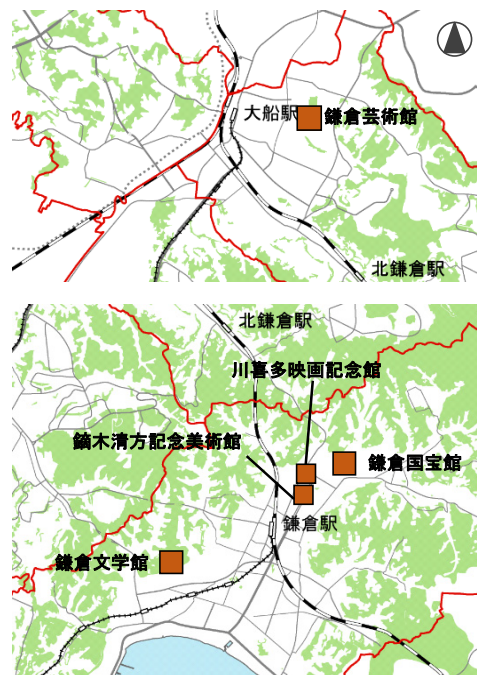 大船駅
鎌倉芸術館
北鎌倉駅
北鎌倉駅
川喜多映画記念館
鏑木清方記念美術館
鎌倉国宝館
鎌倉駅
鎌倉文学館